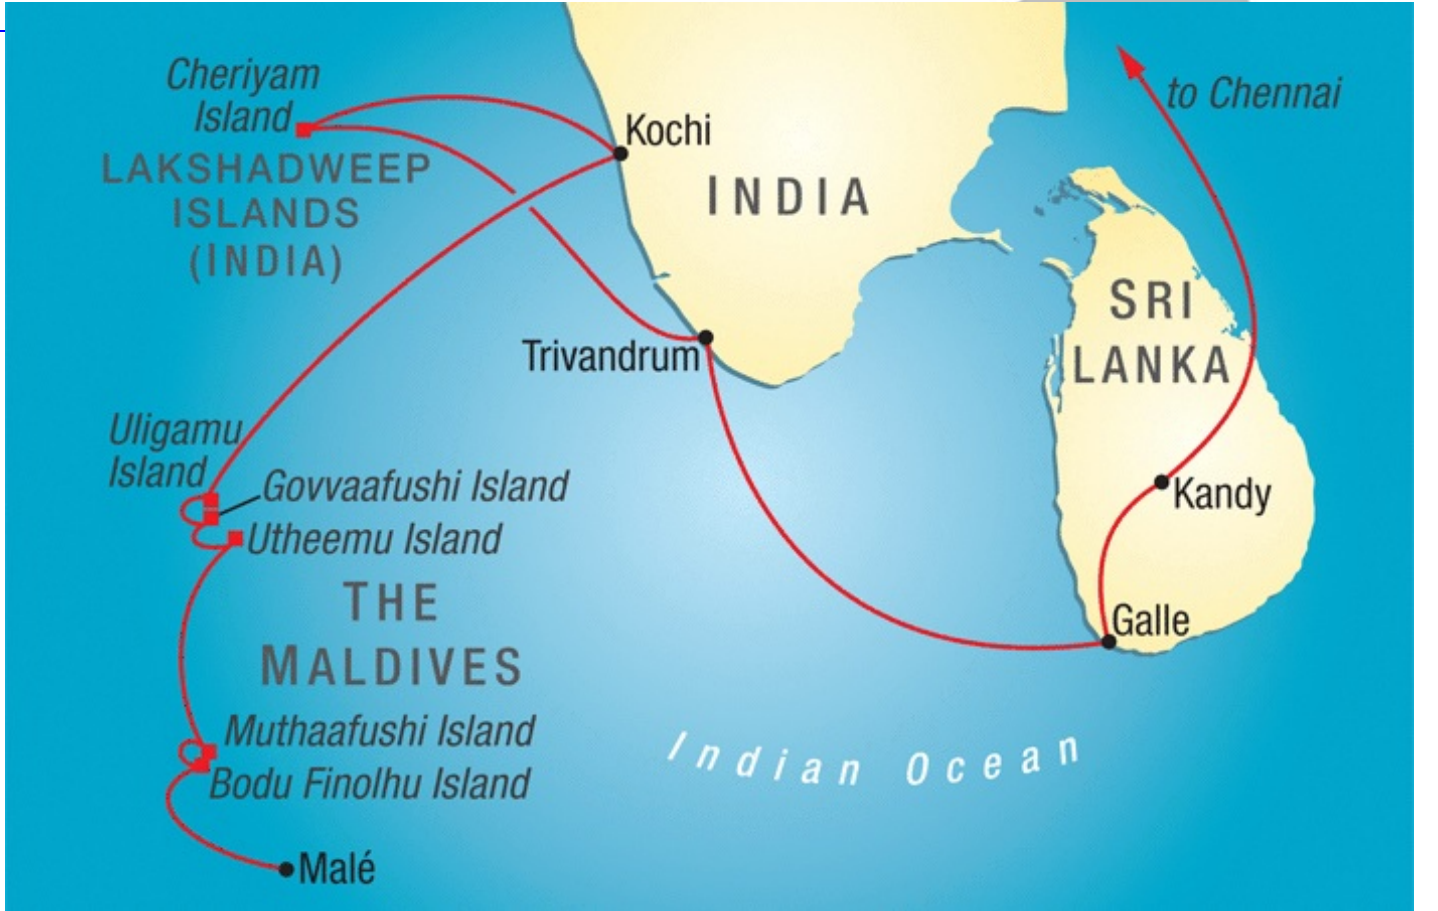 Cheriyam
Island
LAKSHADWEEP
ISLANDS
(INDIA)
Kochi
INDIA
to Chennai
SRI
LANKA
Trivandrum
Uligamu
Island
Govvaafushi Island
Utheemu Island
Kandy
THE
MALDIVES
Galle
Muthaafushi Island
Bodu Finolhu Island
Indian Ocean
Malé